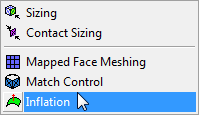 Sizing
Contact Sizing
Mapped Face Meshing
Match Control
Inflation